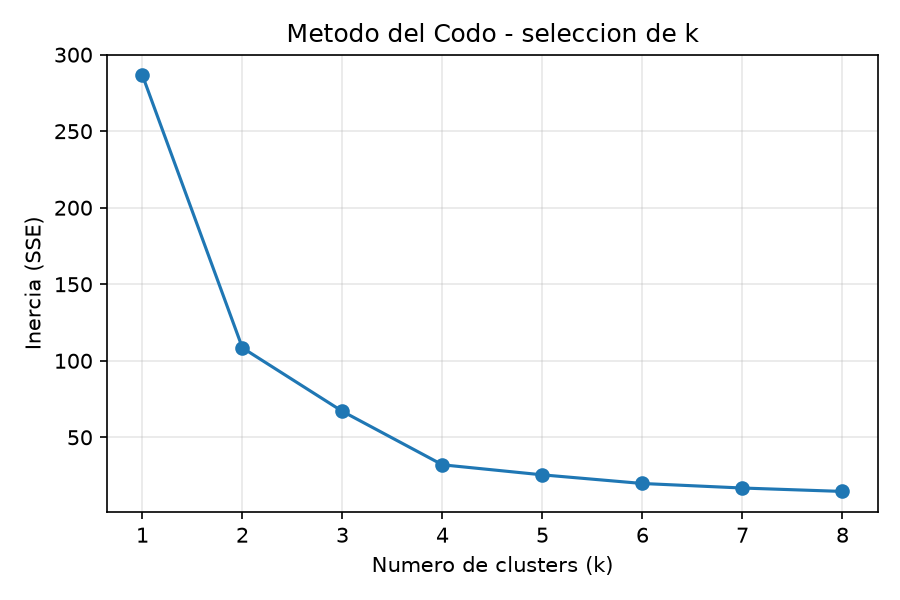 Metodo del Codo - seleccion de k
300
250
200
150
100
50
Inercia (SSE)
1 2 3 4 5 6 7 8
Numero de clusters (k)